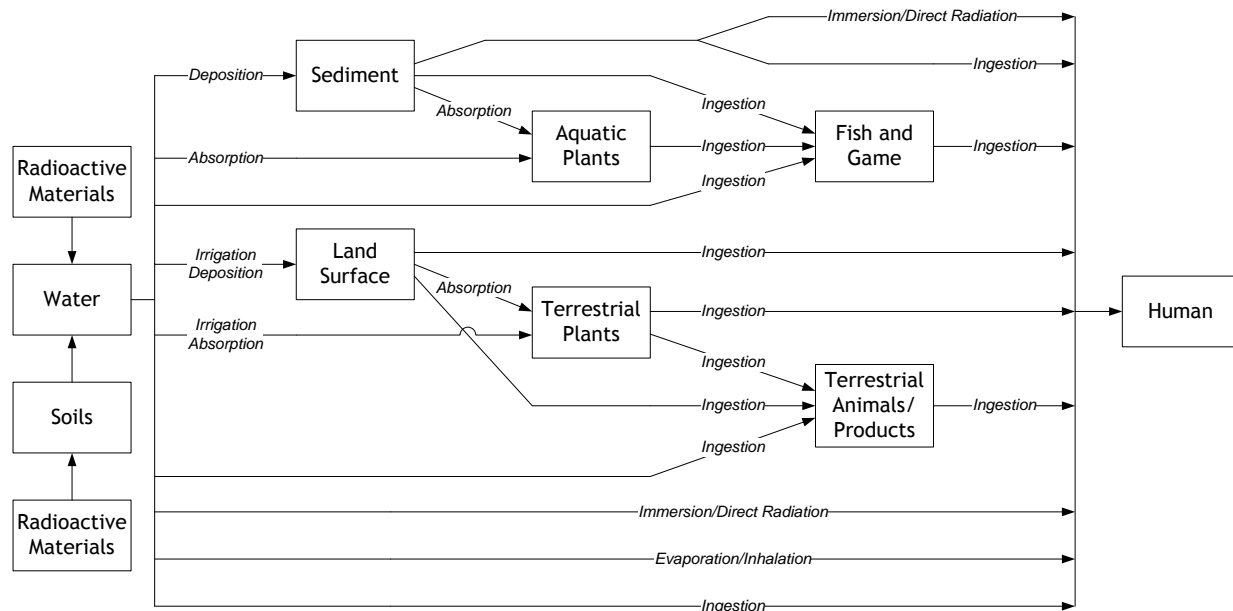 Immersion/Direct Radiation
Deposition
Sediment
Ingestion
Ingestion
Absorption
Aquatic
Plants
Ingestion
Fish and
Game
Ingestion
Absorption
Radioactive
Materials
Ingestion
Irrigation
Deposition
Land
Surface
Ingestion
Absorption
Water
Terrestrial
Plants
Ingestion
Human
Irrigation
Absorption
Ingestion
Soils
Ingestion
Terrestrial
Animals/
Products
Ingestion
Ingestion
Radioactive
Materials
Immersion/Direct Radiation
Evaporation/Inhalation
Ingestion